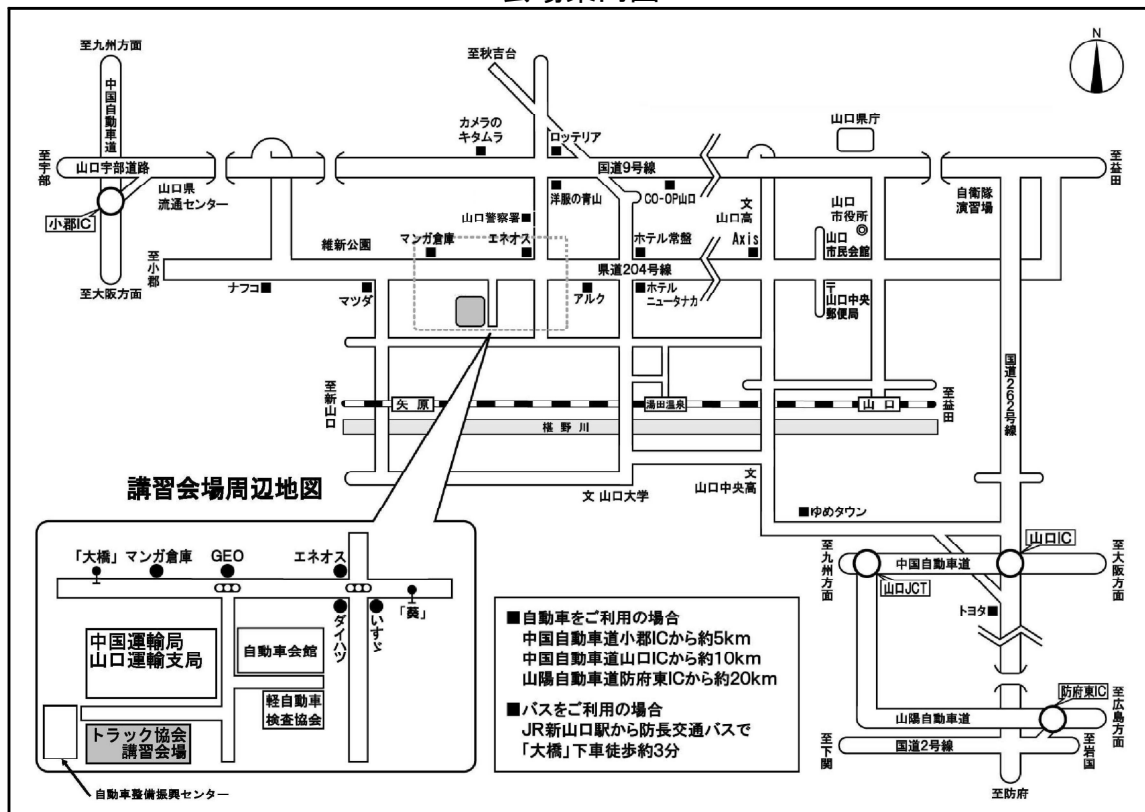 至九州方面
中国自動車道
至秋吉台
N
カメラの
キタムラ
ロッテリア
山口県庁
至宇部
山口宇部道路
国道9号線
至益田
山口県
流通センター
小郡IC
洋服の青山
CO-OP山口
文
山口高
山口
市役所
自衛隊
演習場
山口警察署
維新公園
マンガ倉庫
エネオス
ホテル常盤
Axis
山口
市民会館
至小郡
県道204号線
至大阪方面
ナフコ
マツダ
アルク
ホテル
ニュータナカ
〒
山口中央
郵便局
国道262号線
至新山口
矢原
湯田温泉
山口
至益田
椹野川
講習会場周辺地図
文 山口大学
文
山口中央高
ゆめタウン
「大橋」
マンガ倉庫
GEO
エネオス
「葵」
ダイハツ
いすゞ
中国運輸局
山口運輸支局
自動車会館
軽自動車
検査協会
トラック協会
講習会場
自動車整備振興センター
■自動車をご利用の場合
中国自動車道小郡ICから約5km
中国自動車道山口ICから約10km
山陽自動車道防府東ICから約20km
■バスをご利用の場合
JR新山口駅から防長交通バスで
「大橋」下車徒歩約3分
至九州方面
中国自動車道
山口IC
至大阪方面
山口JCT
トヨタ
防府東IC
山陽自動車道
至広島方面
至下関
国道2号線
至岩国
至防府